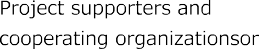 Project supporters and
cooperating organizationsor